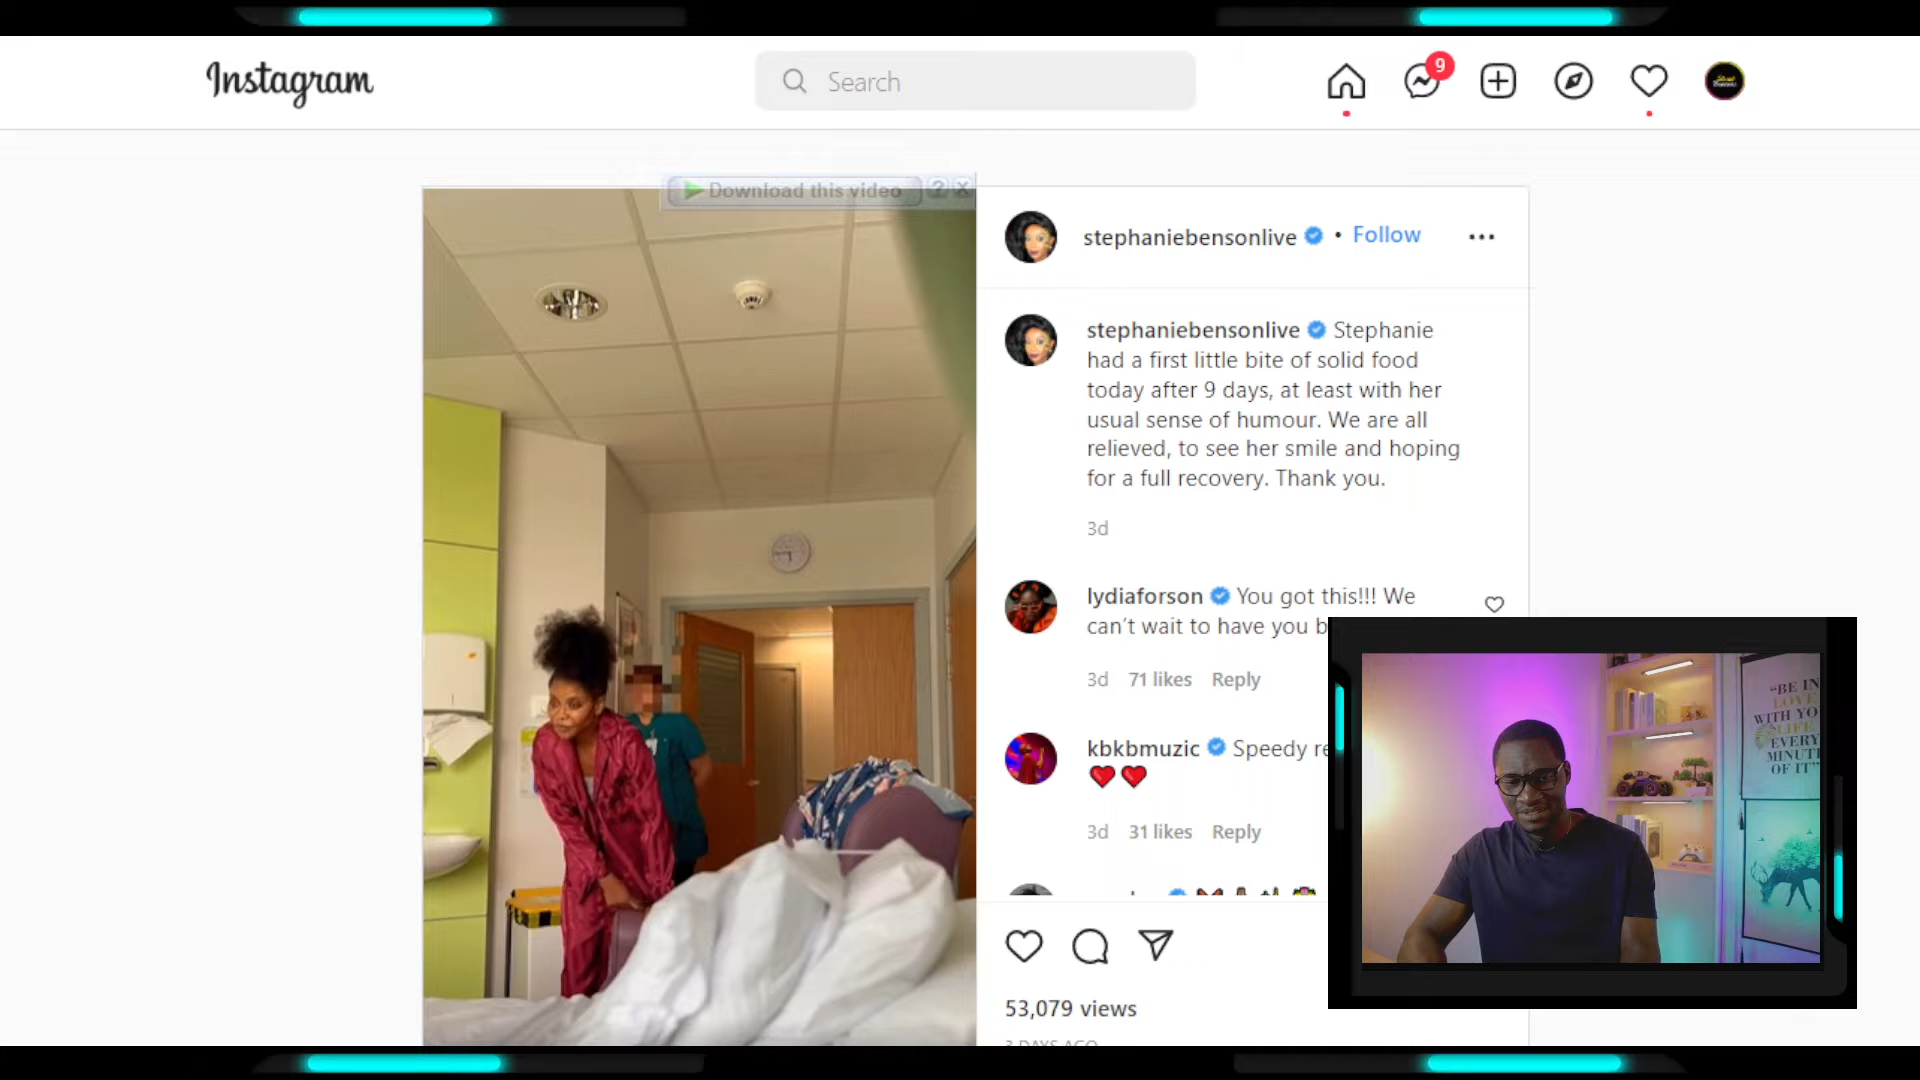 Instagram
Search
9
Download this video
stephaniebensonlive • Follow
stephaniebensonlive Stephanie
had a first little bite of solid food
today after 9 days, at least with her
usual sense of humour. We are all
relieved, to see her smile and hoping
for a full recovery. Thank you.
3d
lydiaforson You got this!!! We
can't wait to have you
3d 71 likes Reply
kbkbmuzic Speedy
3d 31 likes Reply
53,079 views
3 DAYS AGO
"BE IN
LOVE
WITH YO
LIFE
EVERY
MINUT
OF IT"